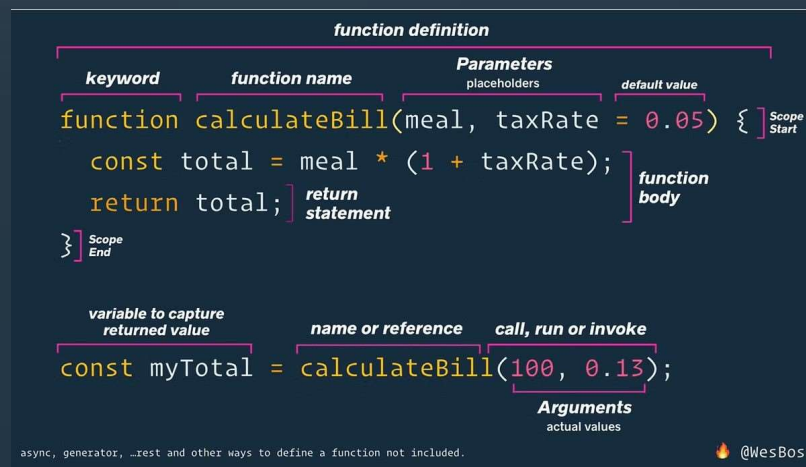 function definition
keyword function name Parameters
placeholders
default value
function calculateBill(meal, taxRate = 0.05) {
Scope
Start
const total = meal * (1 + taxRate);
return total;
return
statement
function
body
}
Scope
End
variable to capture
returned value
name or reference call, run or invoke
const myTotal = calculateBill(100, 0.13);
Arguments
actual values
async, generator, …rest and other ways to define a function not included.
@WesBos